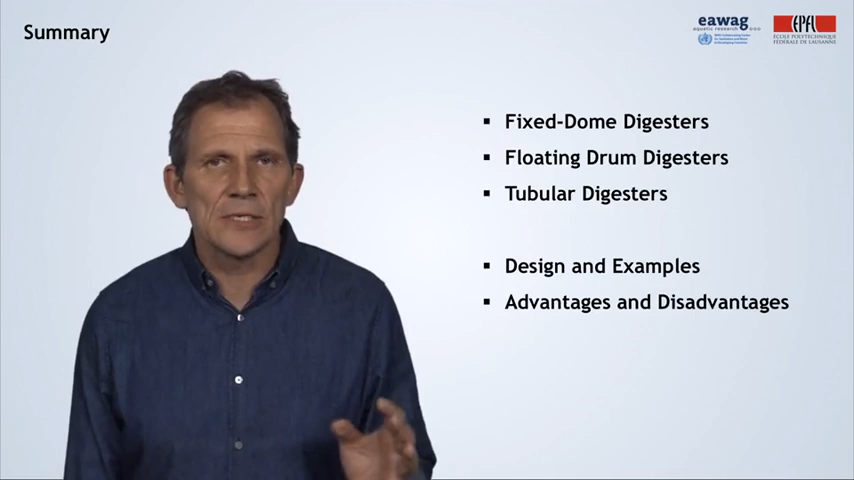 Summary
eawag
aquatic research
EPFL
ECOLE POLYTECHNIQUE
FÉDÉRALE DE LAUSANNE
▪ Fixed-Dome Digesters
▪ Floating Drum Digesters
▪ Tubular Digesters
▪ Design and Examples
▪ Advantages and Disadvantages